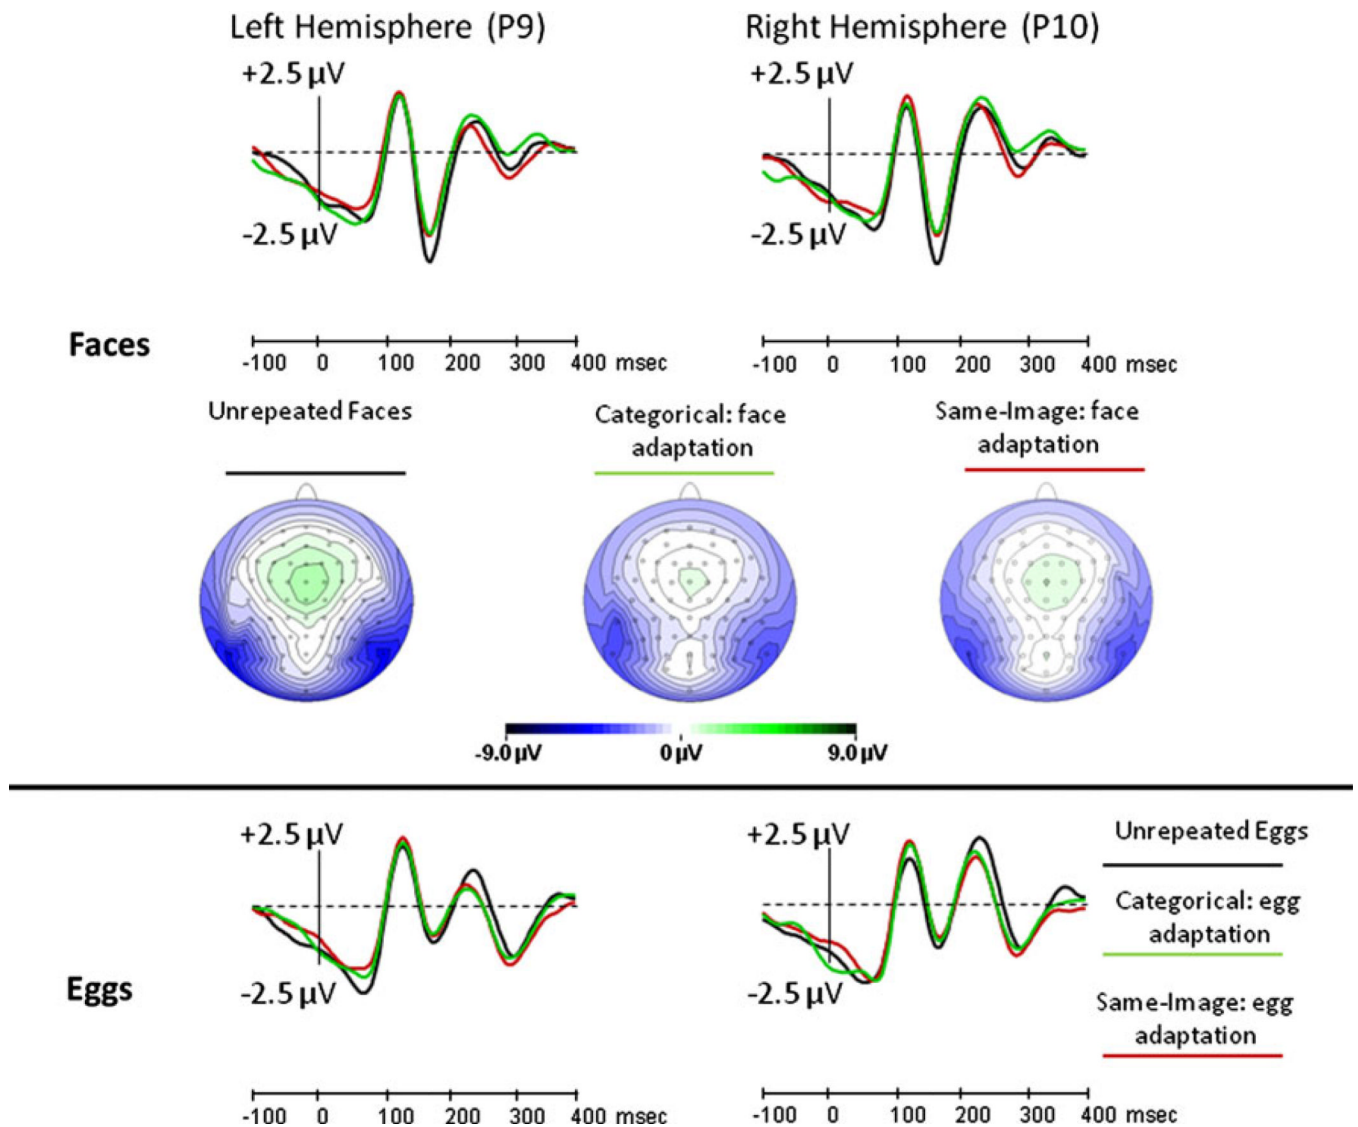 Left Hemisphere (P9)
Right Hemisphere (P10)
+2.5 µV
+2.5 µV
-2.5 µV
-2.5 µV
Faces
-100 0 100 200 300 400 msec
-100 0 100 200 300 400 msec
Unrepeated Faces
Categorical: face
adaptation
Same-Image: face
adaptation
-9.0 µV 0 µV 9.0 µV
+2.5 µV
+2.5 µV
Unrepeated Eggs
Categorical: egg
adaptation
Eggs
-2.5 µV
-2.5 µV
Same-Image: egg
adaptation
-100 0 100 200 300 400 msec
-100 0 100 200 300 400 msec